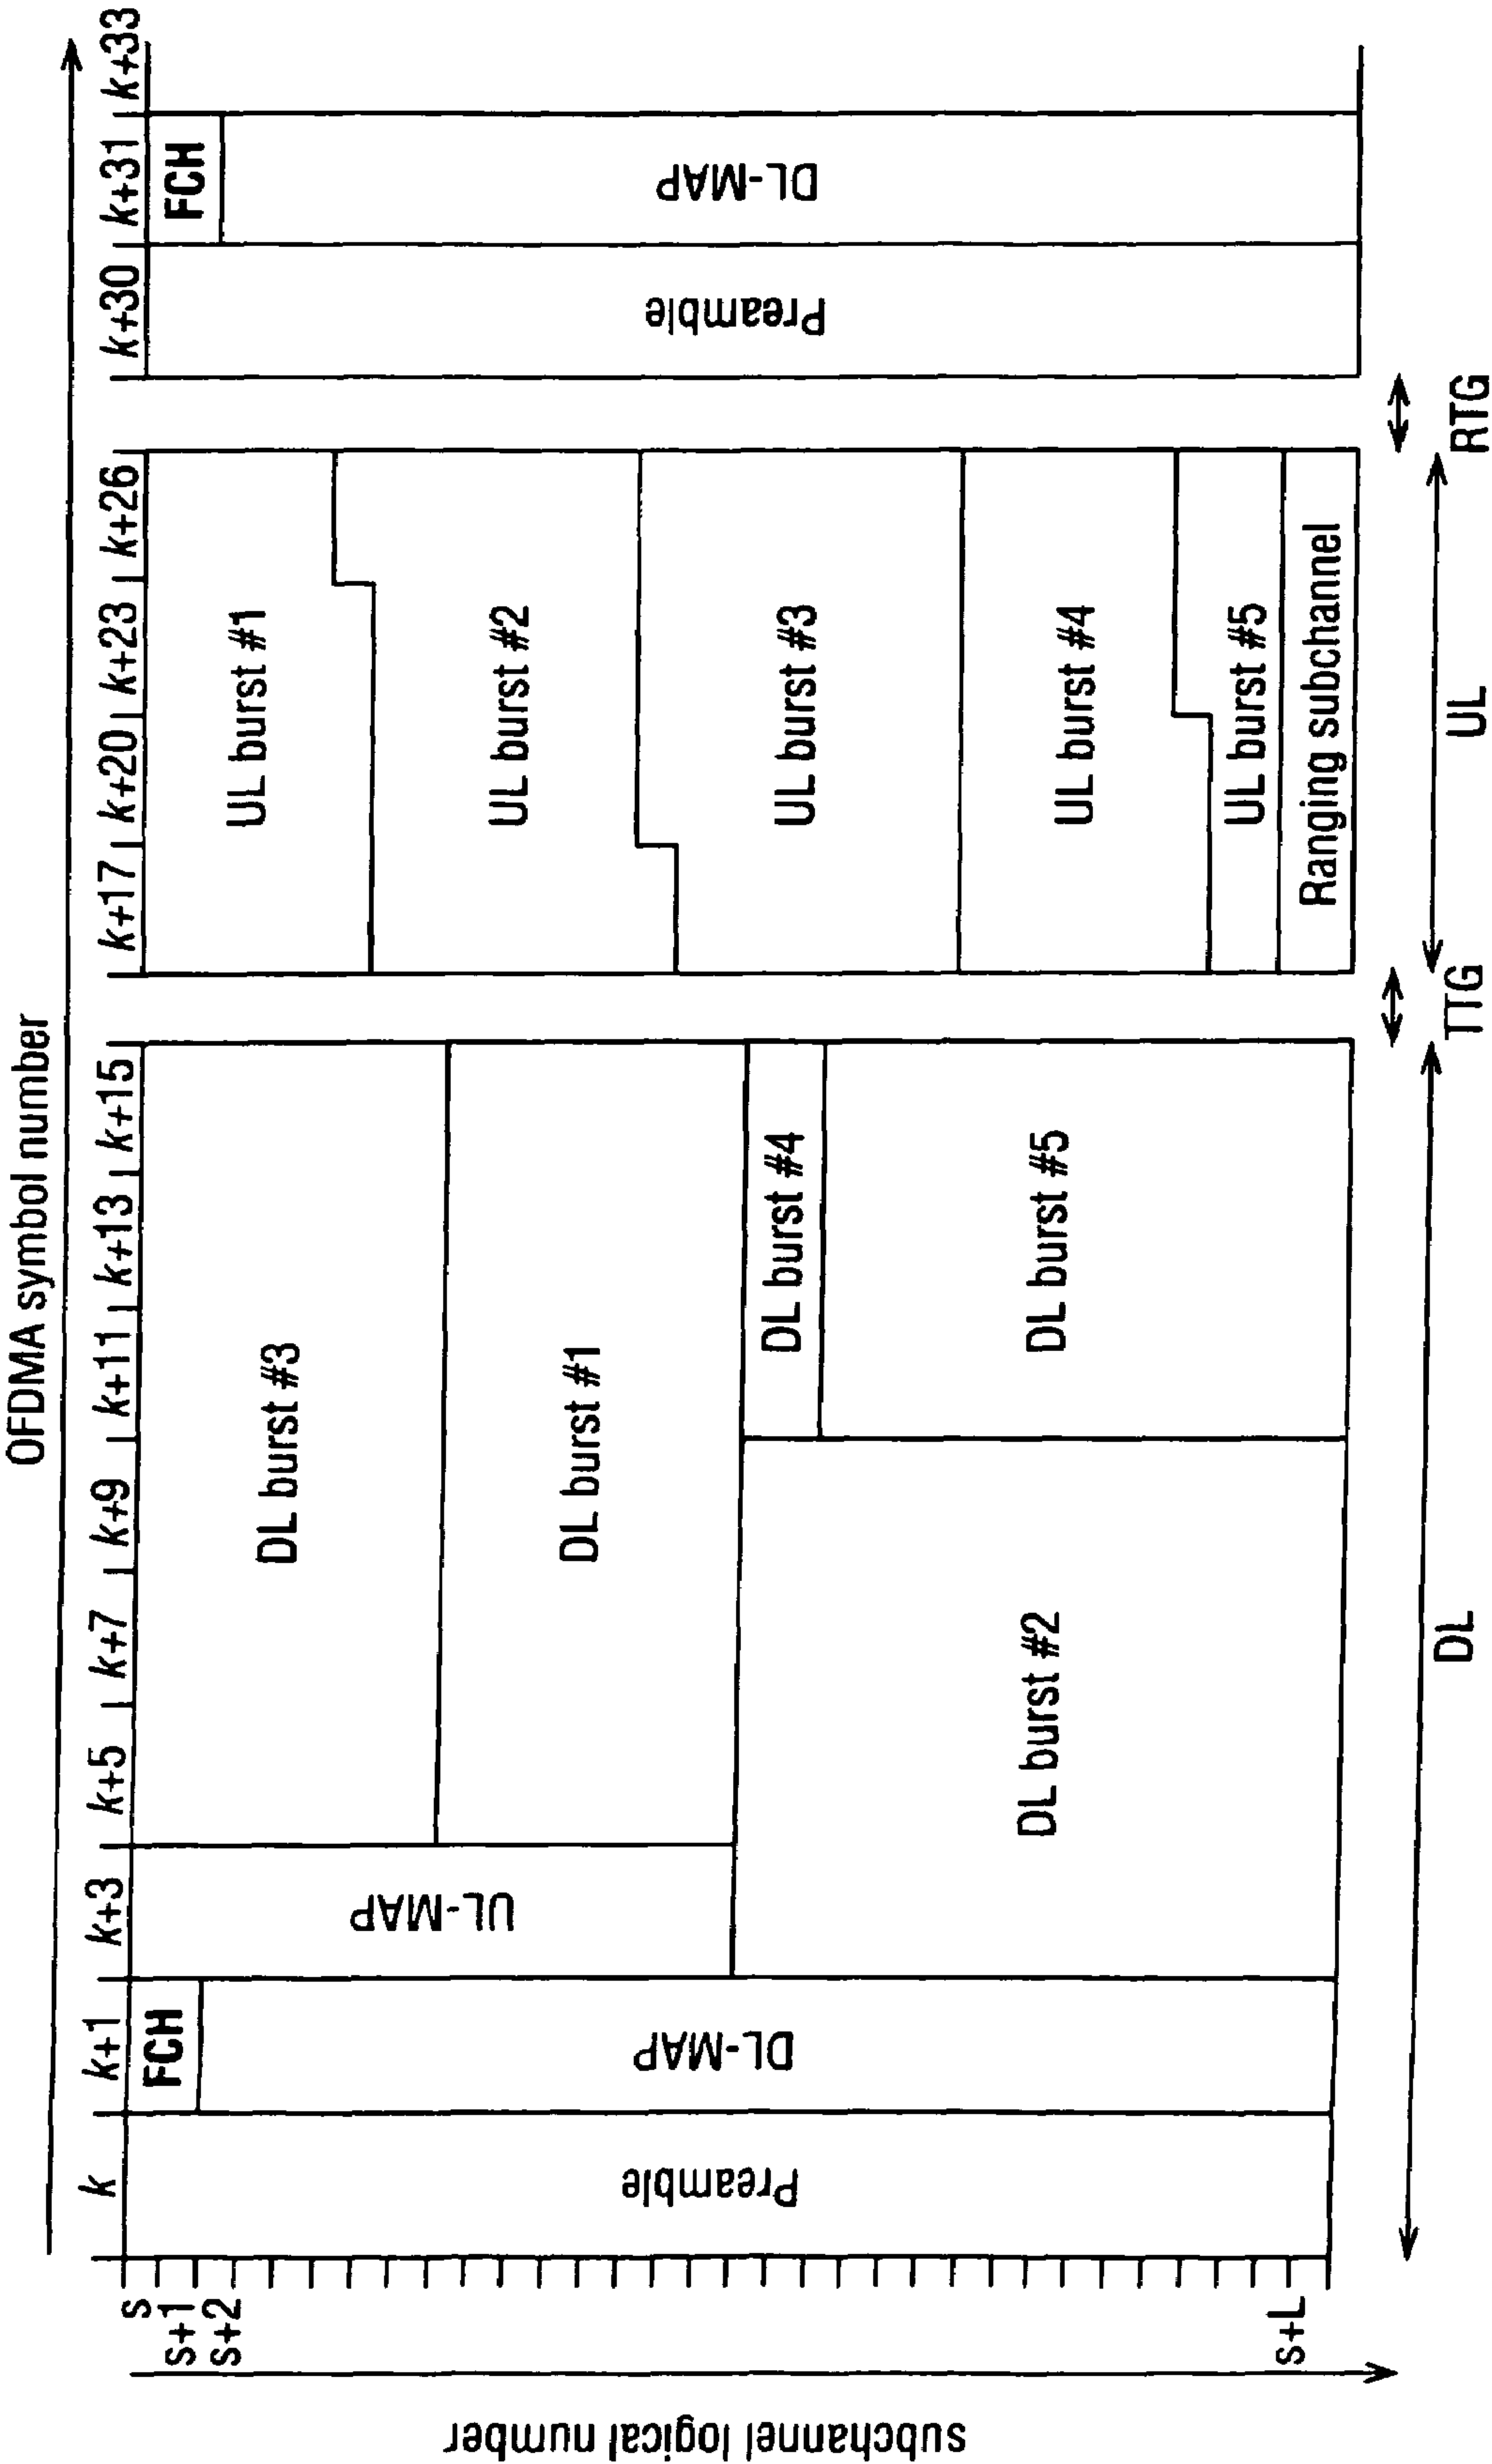 OFDMA symbol number
k k+1 k+3 k+5 k+7 k+9 k+11 k+13 k+15 k+17 k+20 k+23 k+26 k+30 k+31 k+33
subchannel logical number
s
s+1
s+2
s+L
Preamble
FCH
DL-MAP
UL-MAP
DL burst #3
DL burst #1
DL burst #2
DL burst #4
DL burst #5
UL burst #1
UL burst #2
UL burst #3
UL burst #4
UL burst #5
Ranging subchannel
Preamble
FCH
DL-MAP
DL
TTG
UL
RTG